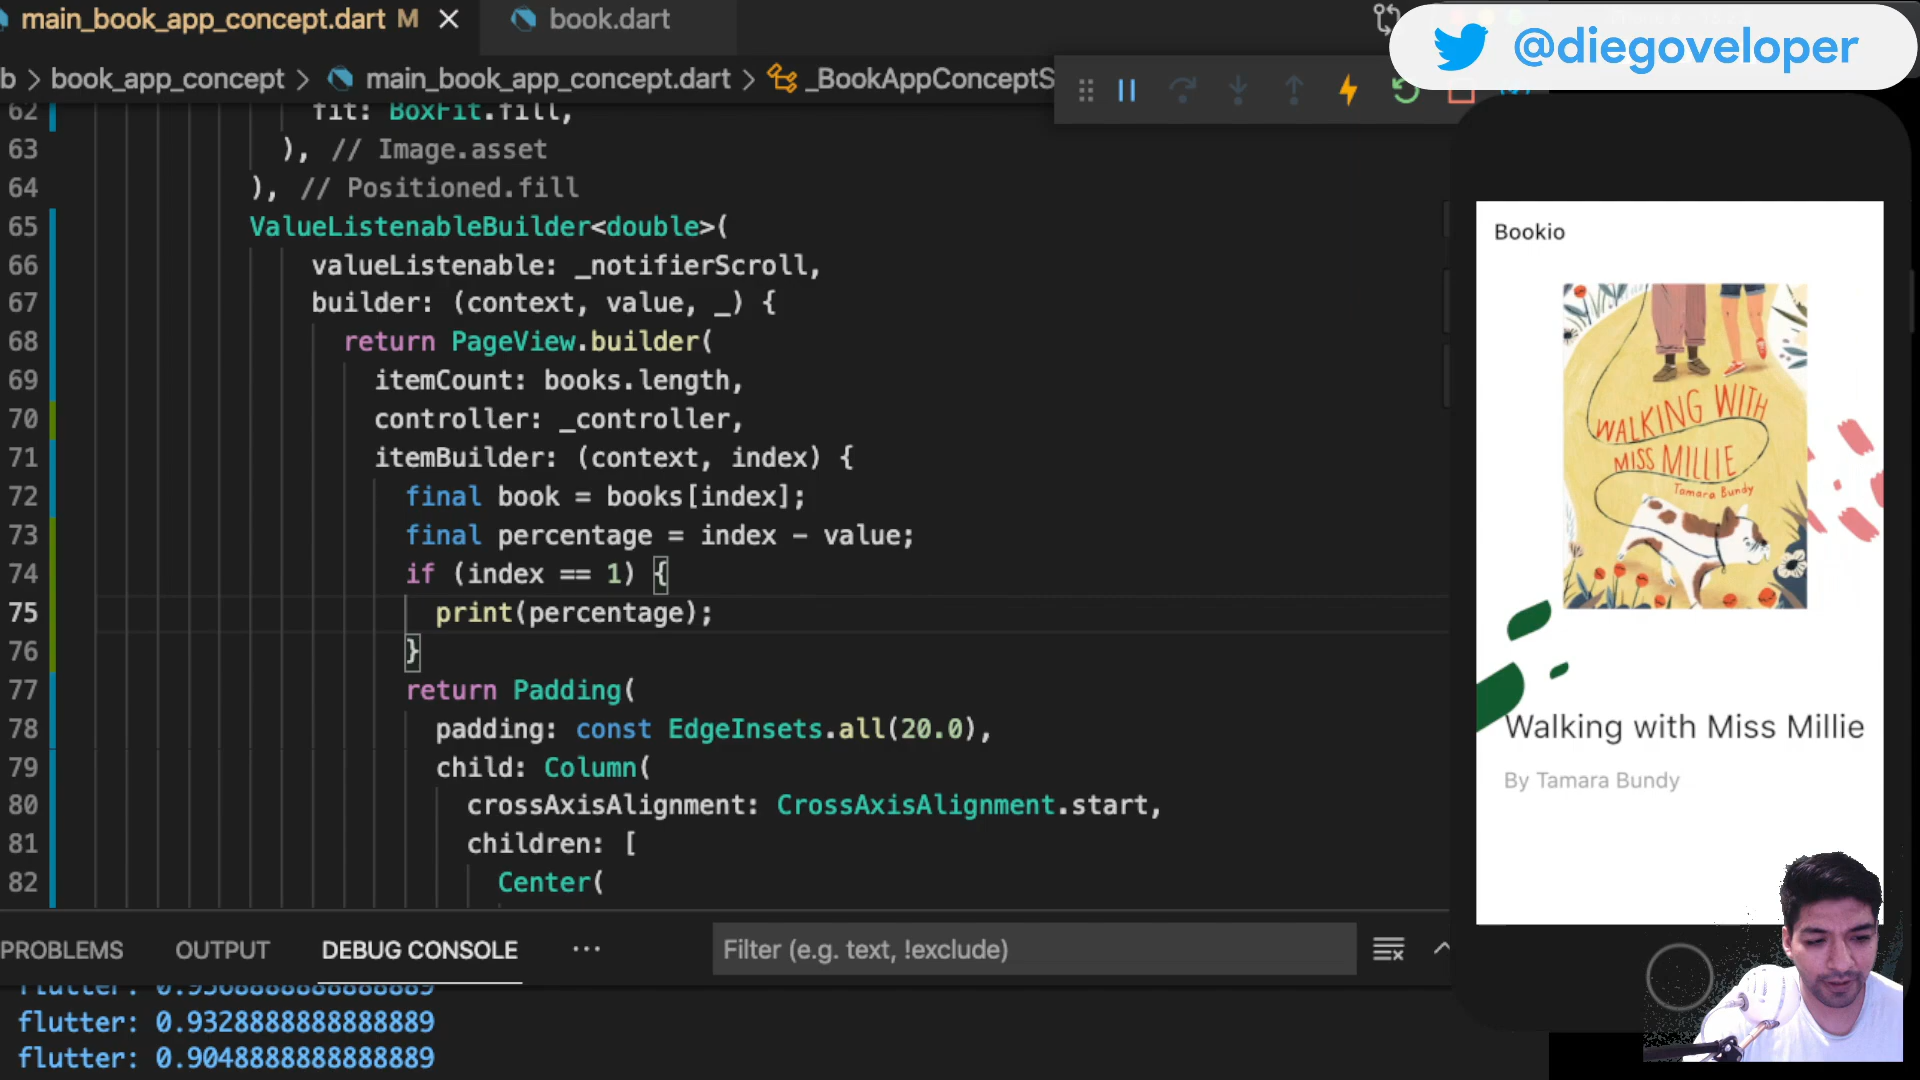 main_book_app_concept.dart M
book.dart
@diegoveloper
b > book_app_concept > main_book_app_concept.dart > _BookAppConceptS
62 fit: BoxFit.fill,
63 ), // Image.asset
64 ), // Positioned.fill
65 ValueListenableBuilder<double>(
66 valueListenable: _notifierScroll,
67 builder: (context, value, _) {
68 return PageView.builder(
69 itemCount: books.length,
70 controller: _controller,
71 itemBuilder: (context, index) {
72 final book = books[index];
73 final percentage = index - value;
74 if (index == 1) {
75 print(percentage);
76 }
77 return Padding(
78 padding: const EdgeInsets.all(20.0),
79 child: Column(
80 crossAxisAlignment: CrossAxisAlignment.start,
81 children: [
82 Center(
PROBLEMS OUTPUT DEBUG CONSOLE ···
Filter (e.g. text, !exclude)
flutter: 0.9328888888888889
flutter: 0.9048888888888889
Bookio
WALKING WITH
MISS MILLIE
Tamara Bundy
Walking with Miss Millie
By Tamara Bundy